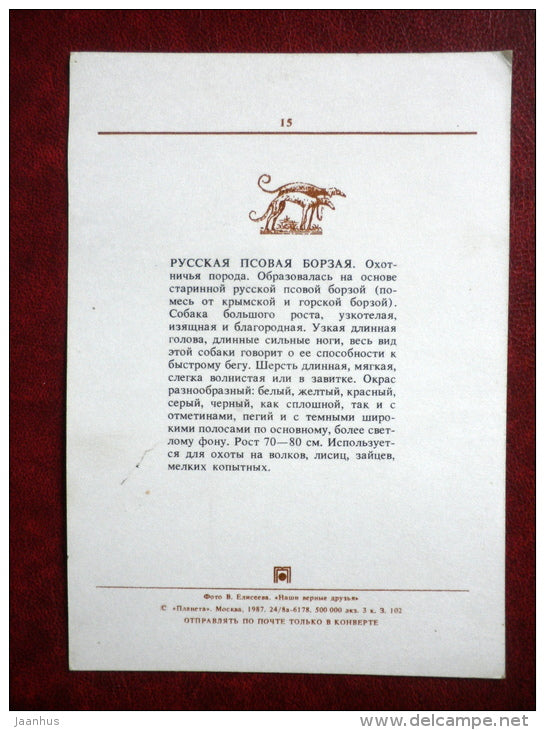 15
РУССКАЯ ПСОВАЯ БОРЗАЯ. Охот-
ничья порода. Образовалась на основе
старинной русской псовой борзой (по-
месь от крымской и горской борзой).
Собака большого роста, узкотелая,
изящная и благородная. Узкая длинная
голова, длинные сильные ноги, весь вид
этой собаки говорит о ее способности к
быстрому бегу. Шерсть длинная, мягкая,
слегка волнистая или в завитке. Окрас
разнообразный: белый, желтый, красный,
серый, черный, как сплошной, так и с
отметинами, пегий и с темными широ-
кими полосами по основному, более свет-
лому фону. Рост 70—80 см. Используется
ся для охоты на волков, лисиц, зайцев,
мелких копытных.
Фото В. Елисеева. «Наши верные друзья»
© «Планета». Москва, 1987. 24/8а-6178. 500 000 экз. 3 к. З. 102
ОТПРАВЛЯТЬ ПО ПОЧТЕ ТОЛЬКО В КОНВЕРТЕ
jaanhus
http://jaanhus.delcampe.net